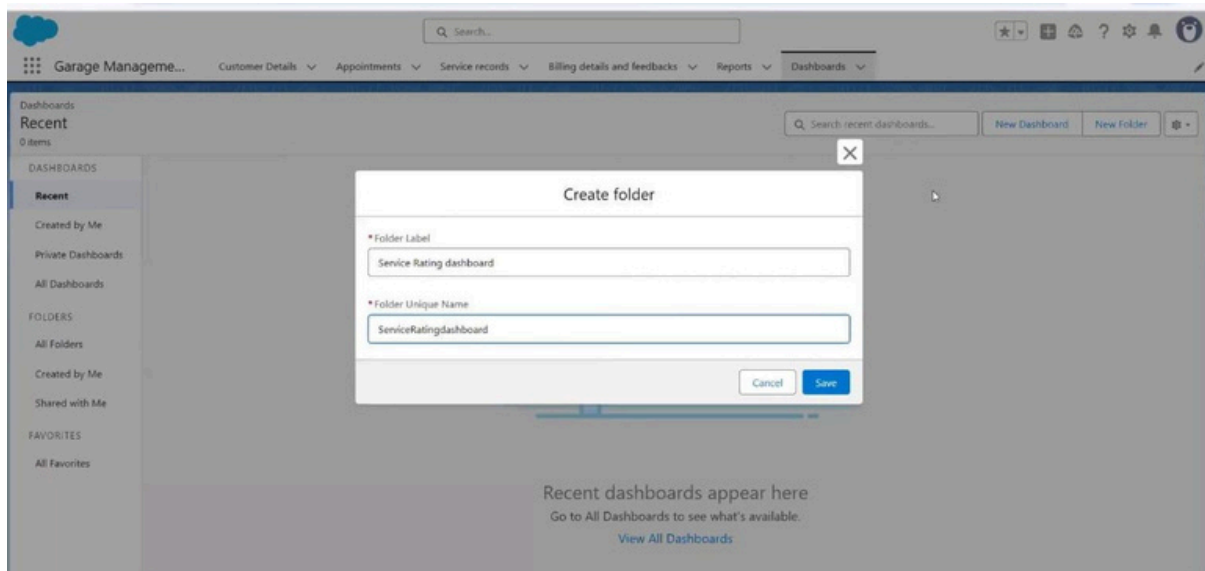 Search...
Garage Manageme...
Customer Details
Appointments
Service records
Billing details and feedbacks
Reports
Dashboards
Dashboards
Recent
0 items
Search recent dashboards...
New Dashboard
New Folder
DASHBOARDS
Recent
Created by Me
Private Dashboards
All Dashboards
FOLDERS
All Folders
Created by Me
Shared with Me
FAVORITES
All Favorites
Create folder
*Folder Label
Service Rating dashboard
*Folder Unique Name
ServiceRatingdashboard
Cancel
Save
Recent dashboards appear here
Go to All Dashboards to see what's available.
View All Dashboards